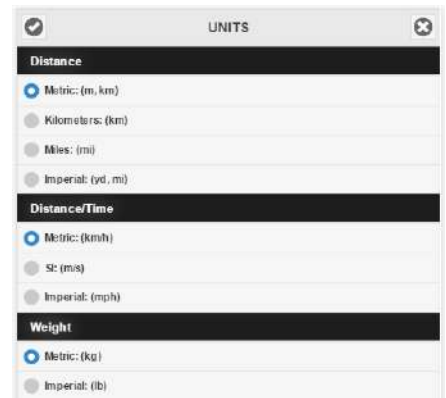 UNITS
Distance
Metric: (m, km)
Kilometers: (km)
Miles: (mi)
Imperial: (yd, mi)
Distance/Time
Metric: (km/h)
SI: (m/s)
Imperial: (mph)
Weight
Metric: (kg)
Imperial: (lb)